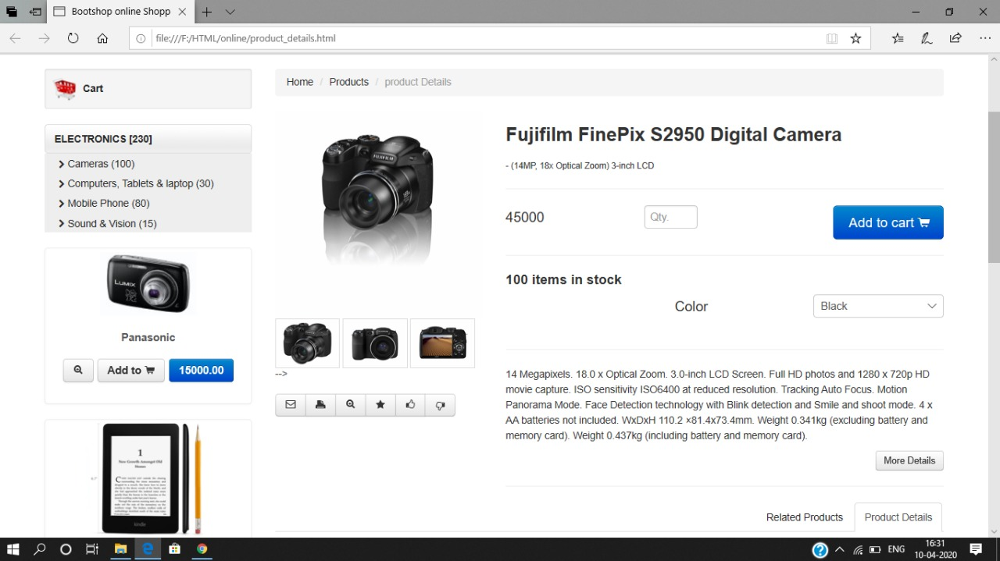 Bootshop online Shopp
file:///F:/HTML/online/product_details.html
Cart
ELECTRONICS [230]
Cameras (100)
Computers, Tablets & laptop (30)
Mobile Phone (80)
Sound & Vision (15)
LUMIX
Panasonic
Add to
15000.00
1
kindle
Home / Products / product Details
FUJIFILM
-->
Fujifilm FinePix S2950 Digital Camera
- (14MP, 18x Optical Zoom) 3-inch LCD
45000
Qty.
Add to cart
100 items in stock
Color
Black
14 Megapixels. 18.0 x Optical Zoom. 3.0-inch LCD Screen. Full HD photos and 1280 x 720p HD
movie capture. ISO sensitivity ISO6400 at reduced resolution. Tracking Auto Focus. Motion
Panorama Mode. Face Detection technology with Blink detection and Smile and shoot mode. 4 x
AA batteries not included. WxDxH 110.2 ×81.4x73.4mm. Weight 0.341kg (excluding battery and
memory card). Weight 0.437kg (including battery and memory card).
More Details
Related Products
Product Details
ENG
16:31
10-04-2020